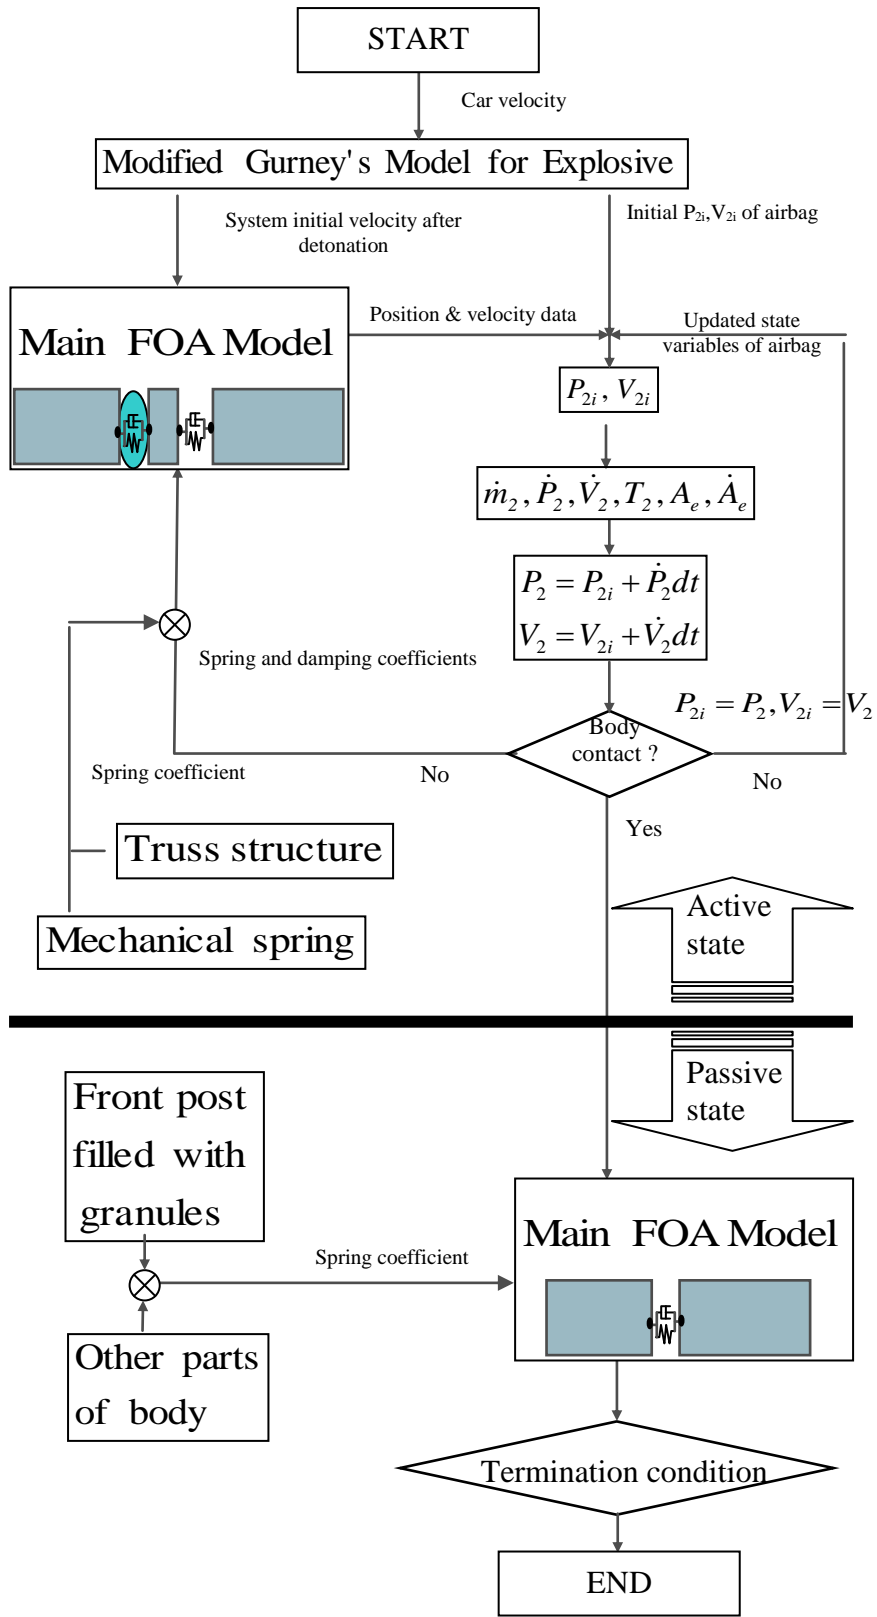 START
Car velocity
Modified Gurney's Model for Explosive
System initial velocity after
detonation
Initial P₂ᵢ,V₂ᵢ of airbag
Main FOA Model
Position & velocity data
Updated state
variables of airbag
P₂ᵢ, V₂ᵢ
ṁ₂, Ṗ₂, V̇₂, T₂, Aₑ, Ȧₑ
P₂ = P₂ᵢ + Ṗ₂dt
V₂ = V₂ᵢ + V̇₂dt
Spring and damping coefficients
P₂ᵢ = P₂, V₂ᵢ = V₂
Body
contact ?
Spring coefficient
No
No
Yes
Truss structure
Mechanical spring
Active
state
Passive
state
Front post
filled with
granules
Main FOA Model
Spring coefficient
Other parts
of body
Termination condition
END